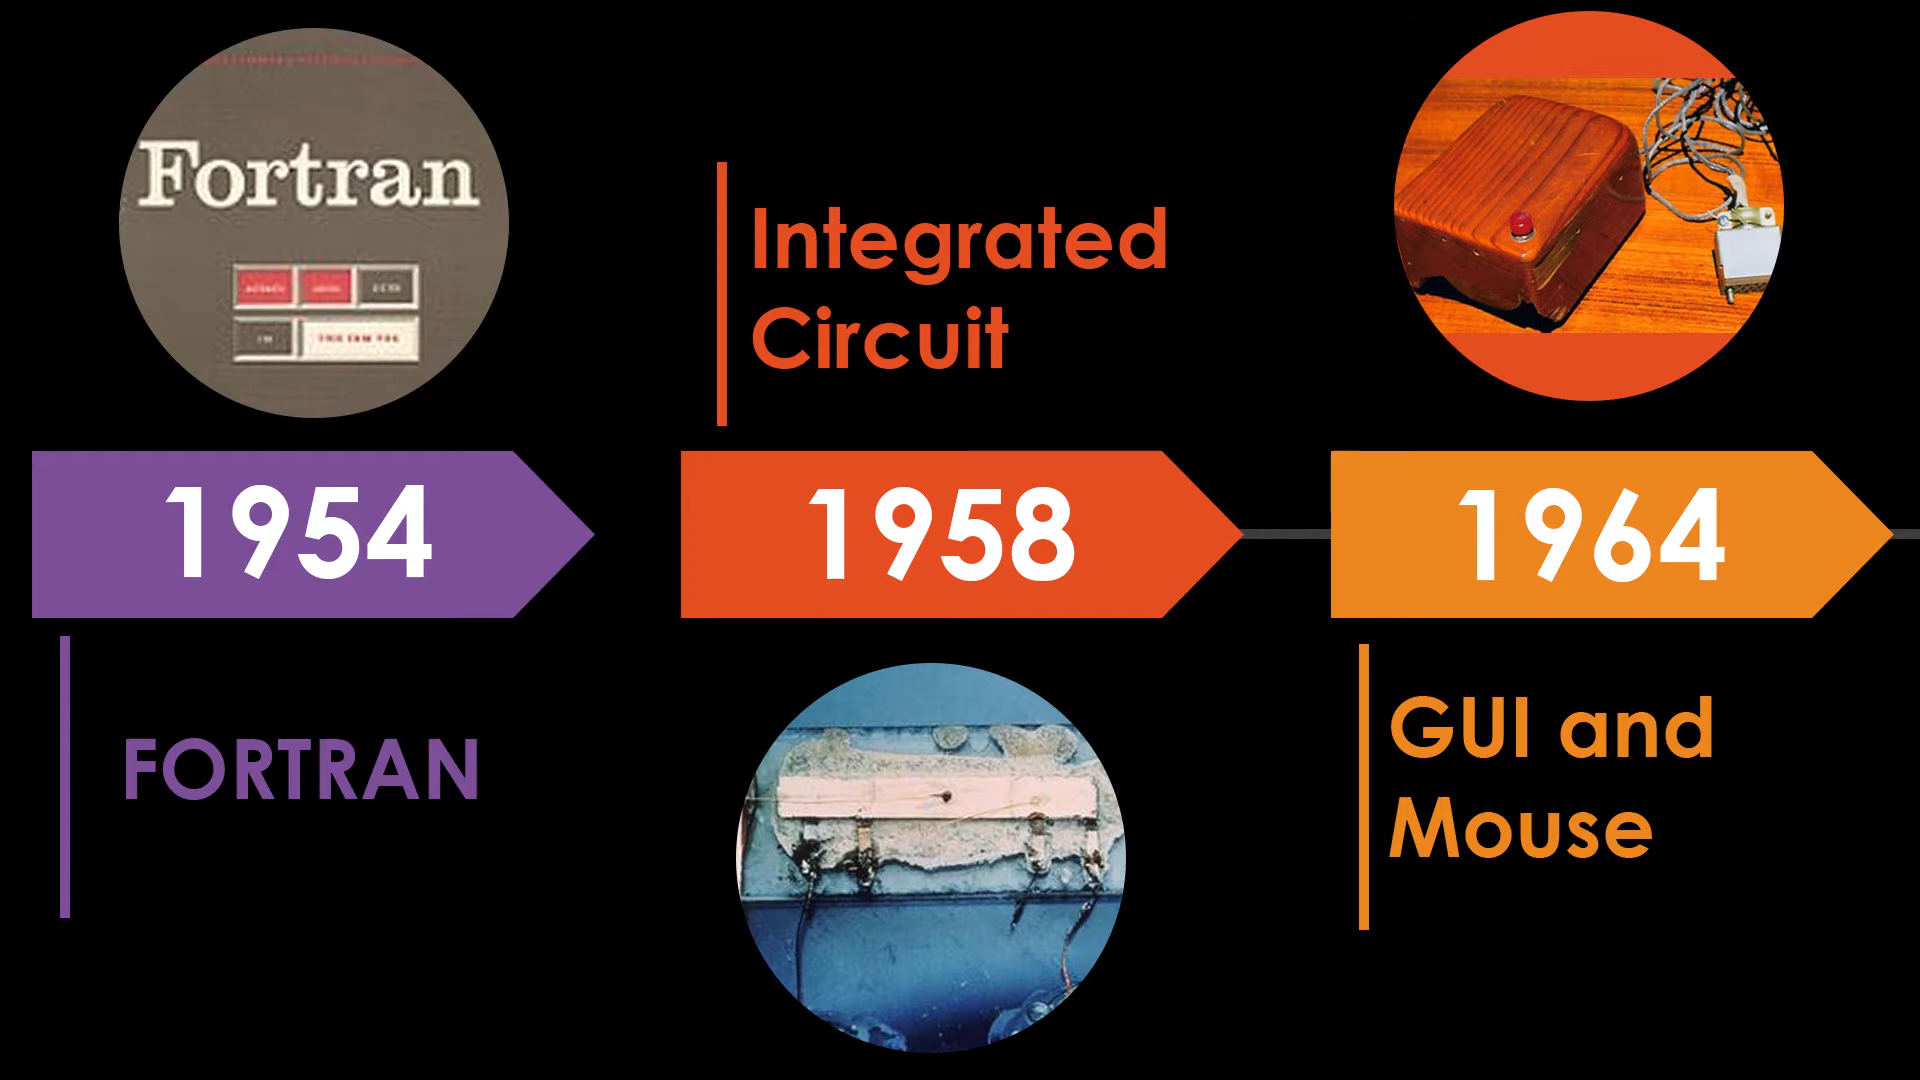 Fortran
Integrated
Circuit
1954
1958
1964
FORTRAN
GUI and
Mouse